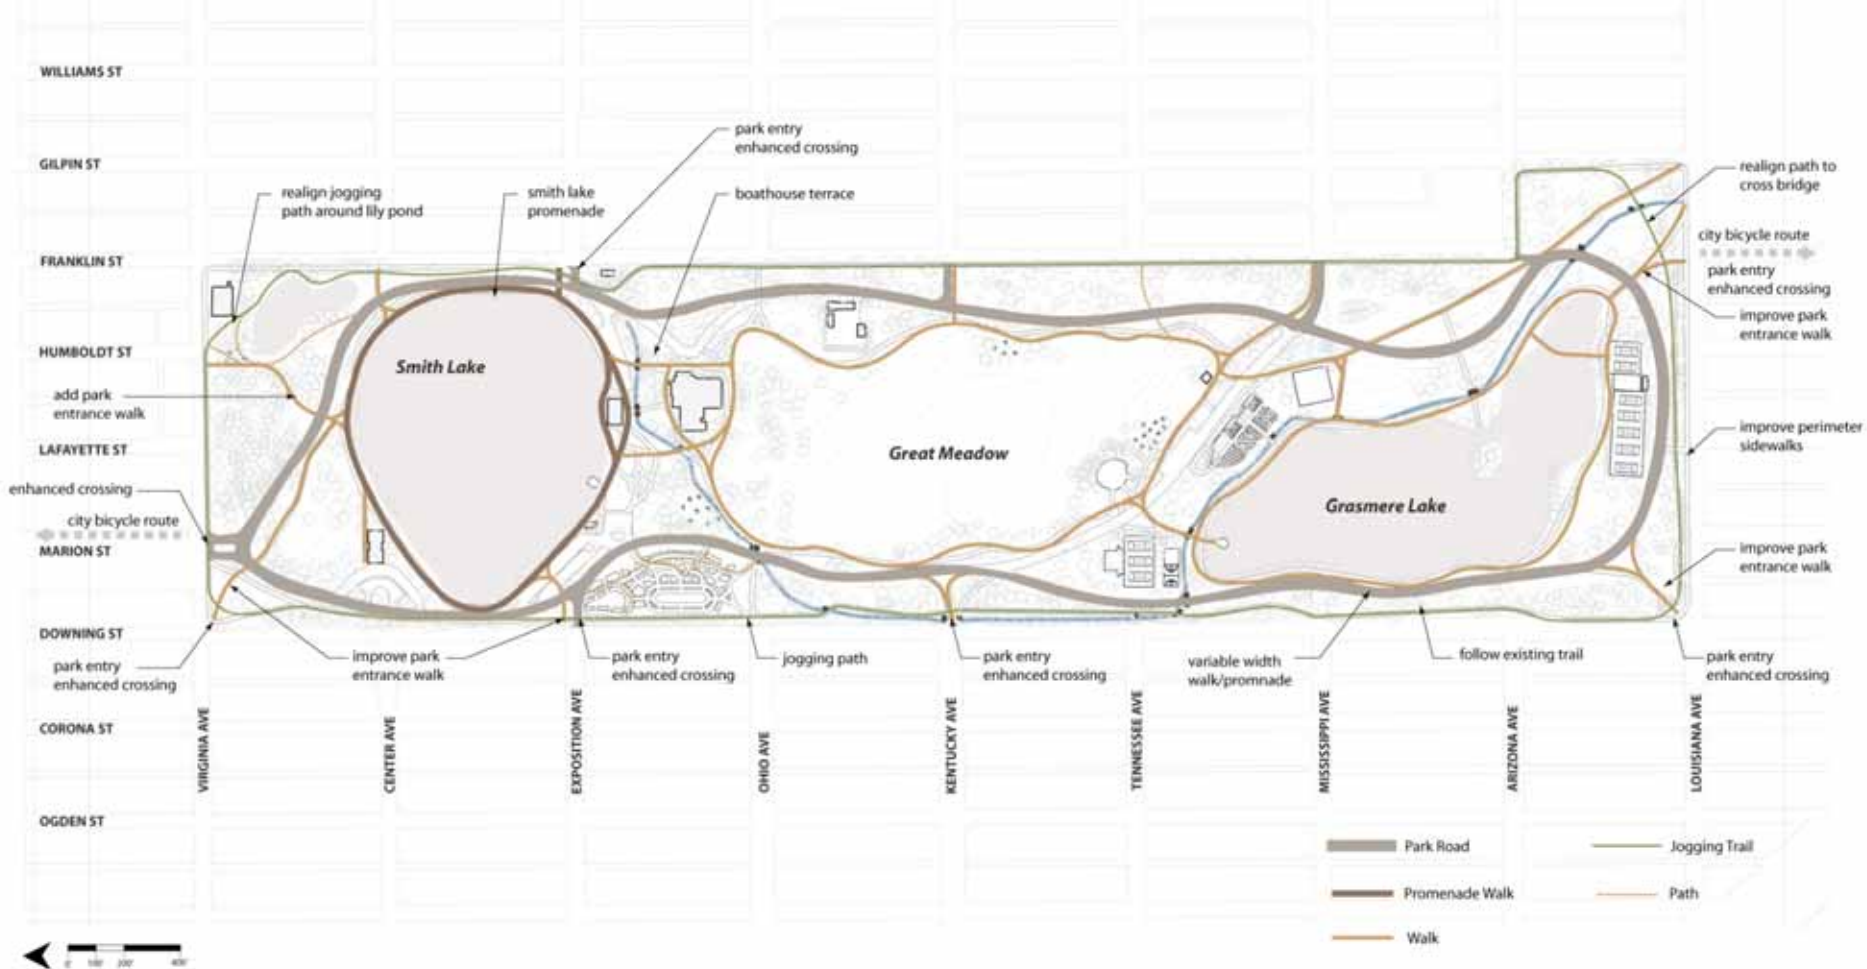 WILLIAMS ST
GILPIN ST
FRANKLIN ST
HUMBOLDT ST
LAFAYETTE ST
MARION ST
DOWNING ST
CORONA ST
OGDEN ST
park entry
enhanced crossing
realign jogging
path around lily pond
smith lake
promenade
boathouse terrace
realign path to
cross bridge
city bicycle route
park entry
enhanced crossing
improve park
entrance walk
add park
entrance walk
enhanced crossing
city bicycle route
Smith Lake
Great Meadow
Grasmere Lake
improve perimeter
sidewalks
improve park
entrance walk
park entry
enhanced crossing
improve park
entrance walk
park entry
enhanced crossing
jogging path
park entry
enhanced crossing
variable width
walk/promnade
follow existing trail
park entry
enhanced crossing
VIRGINIA AVE
CENTER AVE
EXPOSITION AVE
OHIO AVE
KENTUCKY AVE
TENNESSEE AVE
MISSISSIPPI AVE
ARIZONA AVE
LOUISIANA AVE
Park Road
Promenade Walk
Walk
Jogging Trail
Path
0' 100' 200' 400'